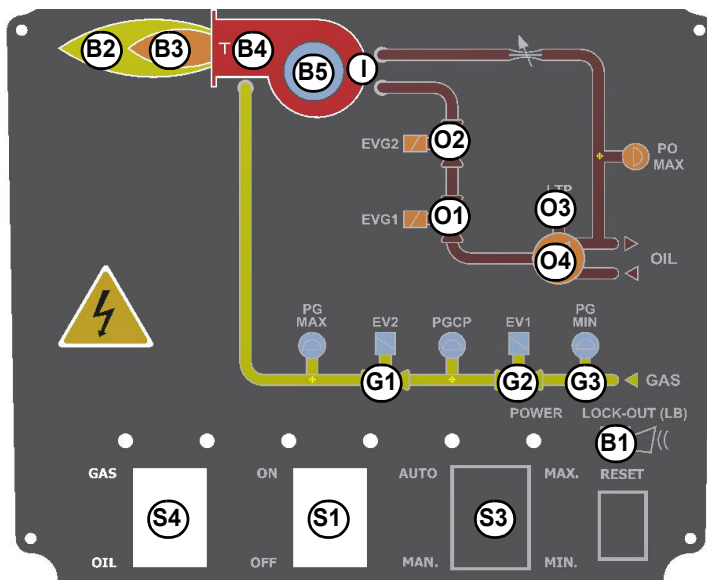 B2
B3
T
B4
B5
I
EVG2
O2
PO
MAX
EVG1
O1
LTP
O3
O4
OIL
PG
MAX
EV2
PGCP
EV1
PG
MIN
G1
G2
G3
GAS
POWER
LOCK-OUT (LB)
B1
GAS
ON
AUTO
MAX.
RESET
S4
S1
S3
OIL
OFF
MAN.
MIN.